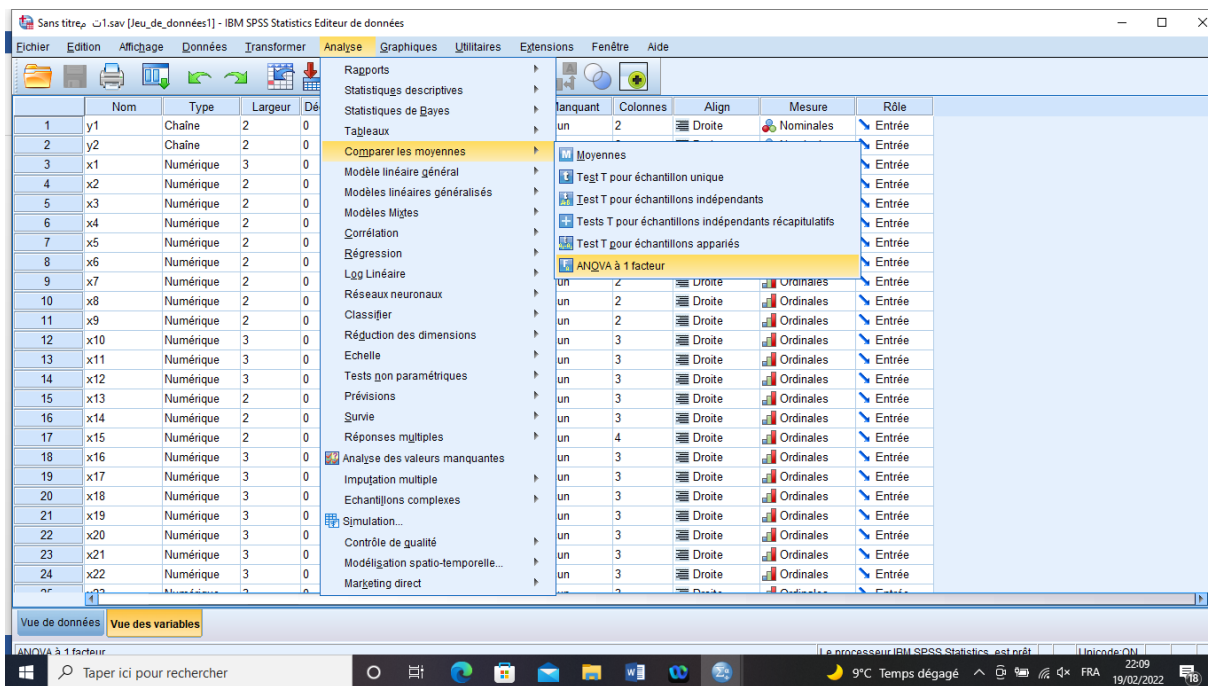 Sans titre ت م1.sav [Jeu_de_données1] - IBM SPSS Statistics Editeur de données
Fichier Edition Affichage Données Transformer Analyse Graphiques Utilitaires Extensions Fenêtre Aide
Nom Type Largeur Dé Manquant Colonnes Align Mesure Rôle
1 y1 Chaîne 2 0 un 2 Droite Nominales Entrée
2 y2 Chaîne 2 0 Entrée
3 x1 Numérique 3 0 Entrée
4 x2 Numérique 2 0 Entrée
5 x3 Numérique 2 0 Entrée
6 x4 Numérique 2 0 Entrée
7 x5 Numérique 2 0 Entrée
8 x6 Numérique 2 0 Entrée
9 x7 Numérique 2 0 un 2 Droite Ordinales Entrée
10 x8 Numérique 2 0 un 2 Droite Ordinales Entrée
11 x9 Numérique 2 0 un 2 Droite Ordinales Entrée
12 x10 Numérique 3 0 un 3 Droite Ordinales Entrée
13 x11 Numérique 3 0 un 3 Droite Ordinales Entrée
14 x12 Numérique 3 0 un 3 Droite Ordinales Entrée
15 x13 Numérique 2 0 un 3 Droite Ordinales Entrée
16 x14 Numérique 2 0 un 3 Droite Ordinales Entrée
17 x15 Numérique 2 0 un 4 Droite Ordinales Entrée
18 x16 Numérique 3 0 un 3 Droite Ordinales Entrée
19 x17 Numérique 3 0 un 3 Droite Ordinales Entrée
20 x18 Numérique 3 0 un 3 Droite Ordinales Entrée
21 x19 Numérique 3 0 un 3 Droite Ordinales Entrée
22 x20 Numérique 3 0 un 3 Droite Ordinales Entrée
23 x21 Numérique 3 0 un 3 Droite Ordinales Entrée
24 x22 Numérique 3 0 un 3 Droite Ordinales Entrée
Rapports
Statistiques descriptives
Statistiques de Bayes
Tableaux
Comparer les moyennes
Modèle linéaire général
Modèles linéaires généralisés
Modèles Mixtes
Corrélation
Régression
Log Linéaire
Réseaux neuronaux
Classifier
Réduction des dimensions
Echelle
Tests non paramétriques
Prévisions
Survie
Réponses multiples
Analyse des valeurs manquantes
Imputation multiple
Echantillons complexes
Simulation...
Contrôle de qualité
Modélisation spatio-temporelle...
Marketing direct
Moyennes
Test T pour échantillon unique
Test T pour échantillons indépendants
Tests T pour échantillons indépendants récapitulatifs
Test T pour échantillons appariés
ANOVA à 1 facteur
Vue de données Vue des variables
ANOVA à 1 facteur Le processeur IBM SPSS Statistics est prêt Unicode:ON
Taper ici pour rechercher 9°C Temps dégagé FRA 22:09
19/02/2022 18